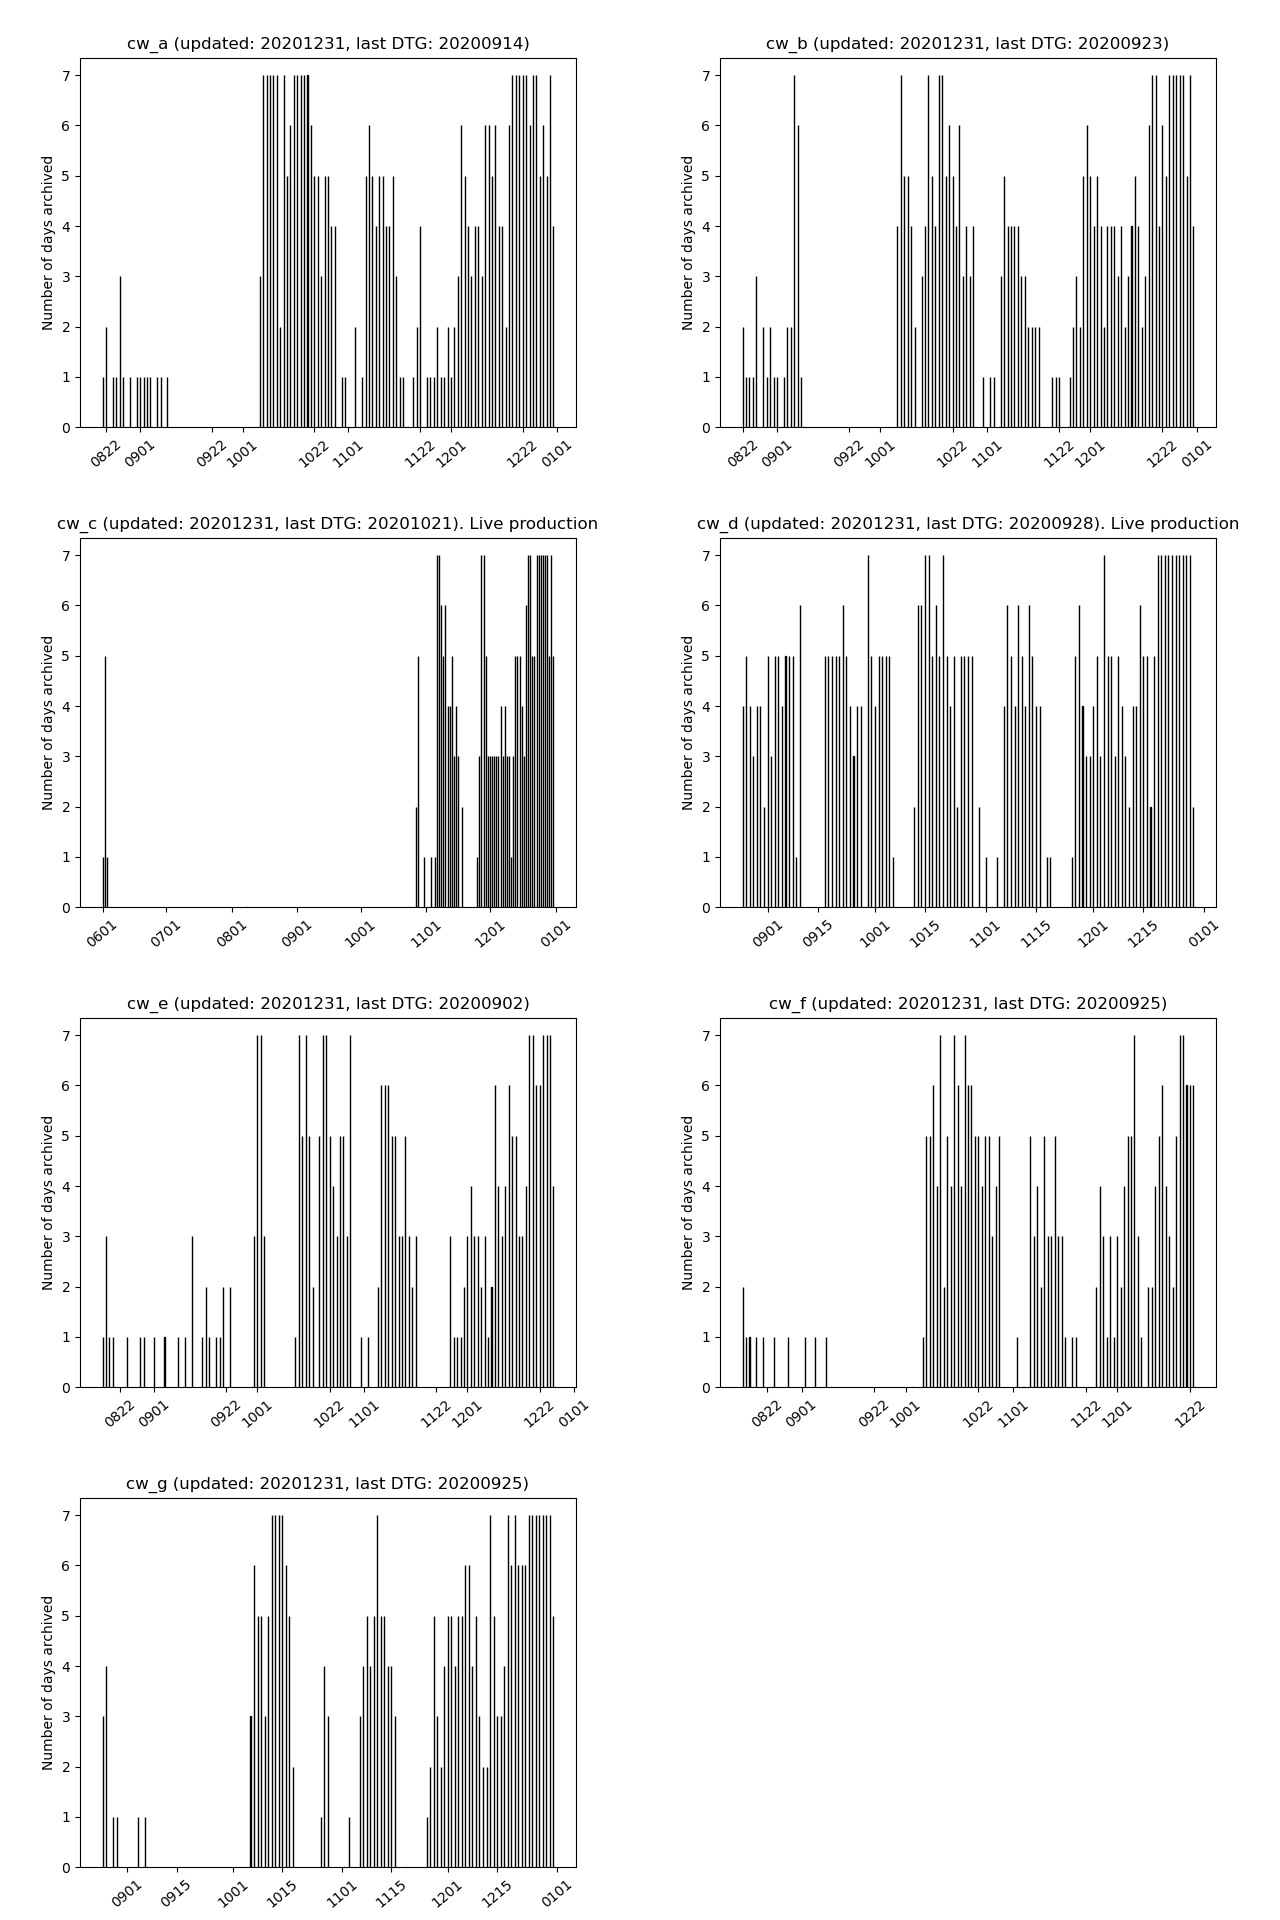 cw_a (updated: 20201231, last DTG: 20200914)
Number of days archived
7
6
5
4
3
2
1
0
0822 0901 0922 1001 1022 1101 1122 1201 1222 0101
cw_b (updated: 20201231, last DTG: 20200923)
Number of days archived
7
6
5
4
3
2
1
0
0822 0901 0922 1001 1022 1101 1122 1201 1222 0101
cw_c (updated: 20201231, last DTG: 20201021). Live production
Number of days archived
7
6
5
4
3
2
1
0
0601 0701 0801 0901 1001 1101 1201 0101
cw_d (updated: 20201231, last DTG: 20200928). Live production
Number of days archived
7
6
5
4
3
2
1
0
0901 0915 1001 1015 1101 1115 1201 1215 0101
cw_e (updated: 20201231, last DTG: 20200902)
Number of days archived
7
6
5
4
3
2
1
0
0822 0901 0922 1001 1022 1101 1122 1201 1222 0101
cw_f (updated: 20201231, last DTG: 20200925)
Number of days archived
7
6
5
4
3
2
1
0
0822 0901 0922 1001 1022 1101 1122 1201 1222
cw_g (updated: 20201231, last DTG: 20200925)
Number of days archived
7
6
5
4
3
2
1
0
0901 0915 1001 1015 1101 1115 1201 1215 0101